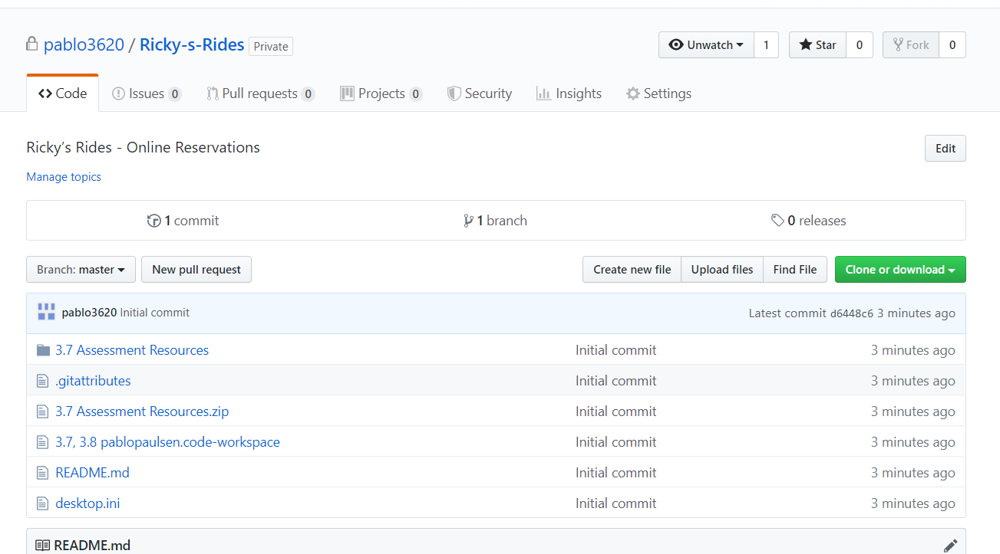 pablo3620 / Ricky-s-Rides Private Unwatch 1 Star 0 Fork 0
Code Issues 0 Pull requests 0 Projects 0 Security Insights Settings
Ricky’s Rides - Online Reservations Edit
Manage topics
1 commit 1 branch 0 releases
Branch: master New pull request Create new file Upload files Find File Clone or download
pablo3620 Initial commit Latest commit d6448c6 3 minutes ago
3.7 Assessment Resources Initial commit 3 minutes ago
.gitattributes Initial commit 3 minutes ago
3.7 Assessment Resources.zip Initial commit 3 minutes ago
3.7, 3.8 pablopaulsen.code-workspace Initial commit 3 minutes ago
README.md Initial commit 3 minutes ago
desktop.ini Initial commit 3 minutes ago
README.md